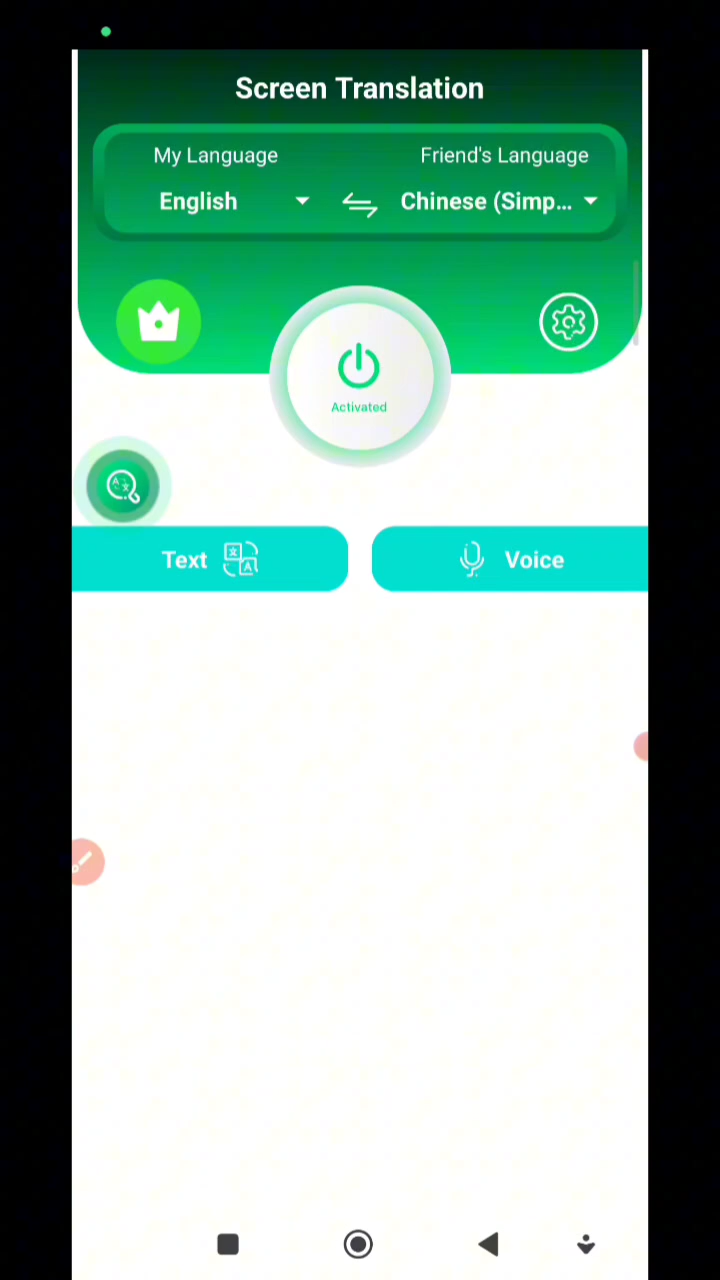 Screen Translation
My Language Friend's Language
English Chinese (Simp...
Activated
Text Voice